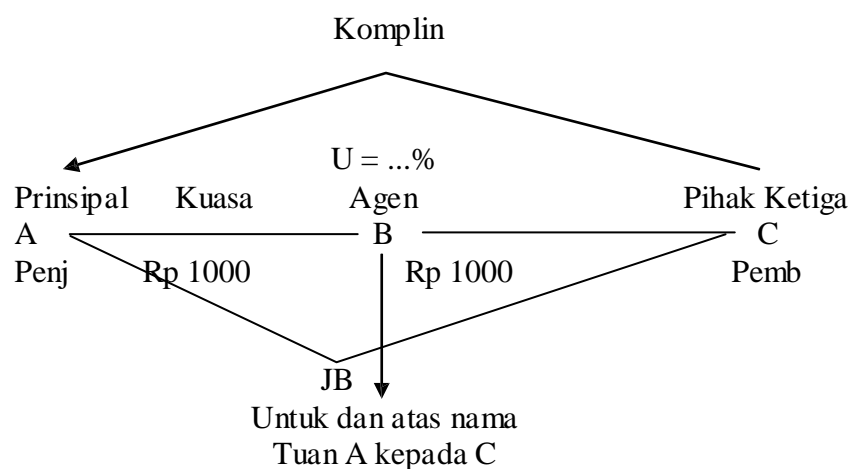 Komplin
U = ...%
Prinsipal Kuasa Agen Pihak Ketiga
A B C
Penj Rp 1000 Rp 1000 Pemb
JB
Untuk dan atas nama
Tuan A kepada C